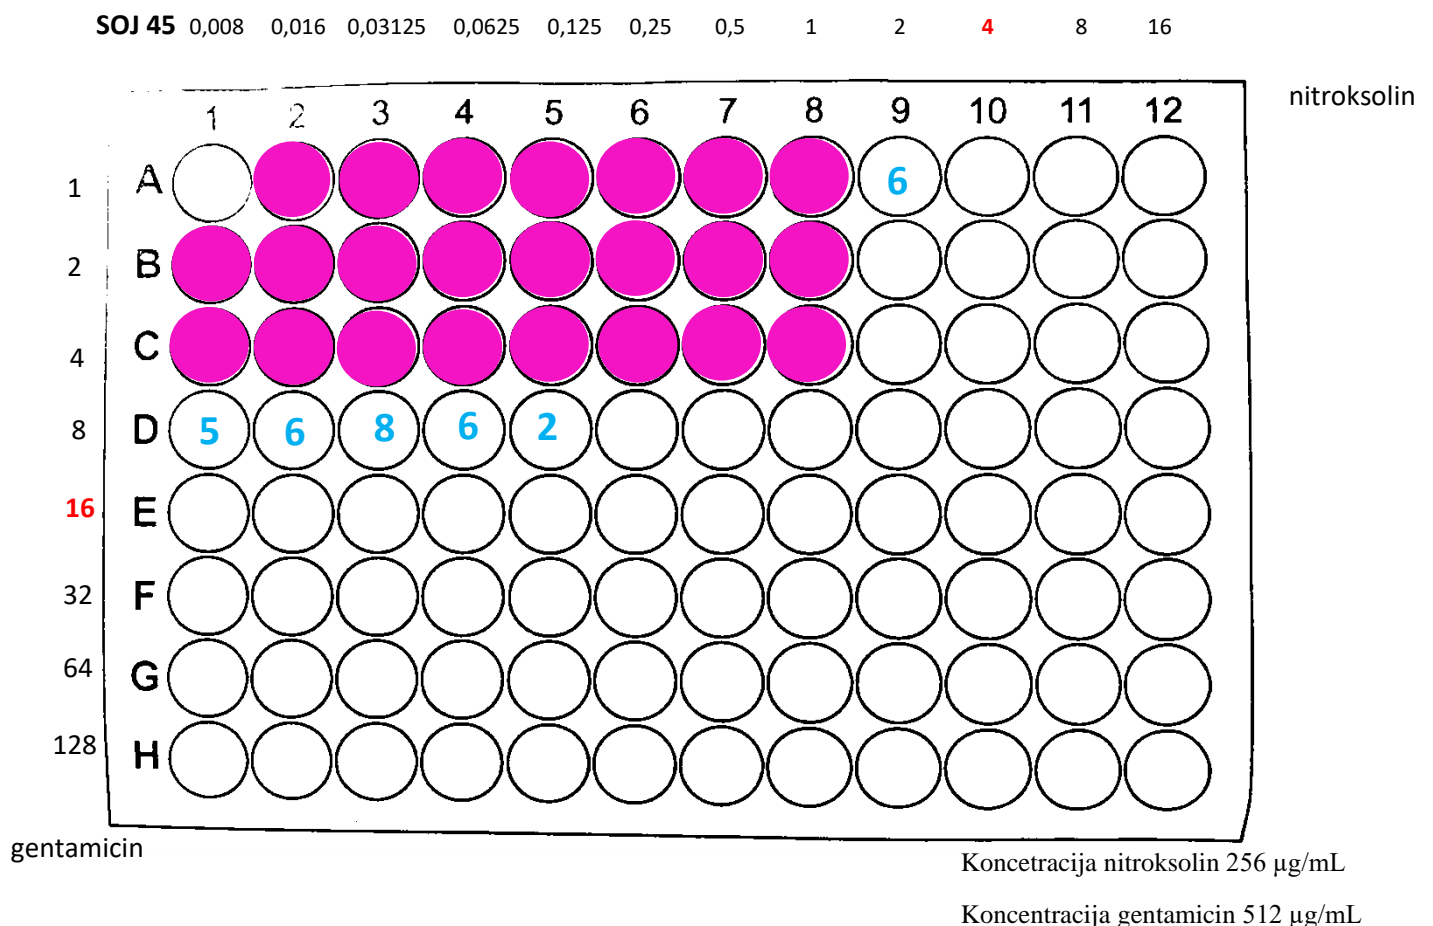 SOJ 45 0,008 0,016 0,03125 0,0625 0,125 0,25 0,5 1 2 4 8 16
nitroksolin
1 2 3 4 5 6 7 8 9 10 11 12
1 A 6
2 B
4 C
8 D 5 6 8 6 2
16 E
32 F
64 G
128 H
gentamicin
Koncetracija nitroksolin 256 µg/mL
Koncentracija gentamicin 512 µg/mL